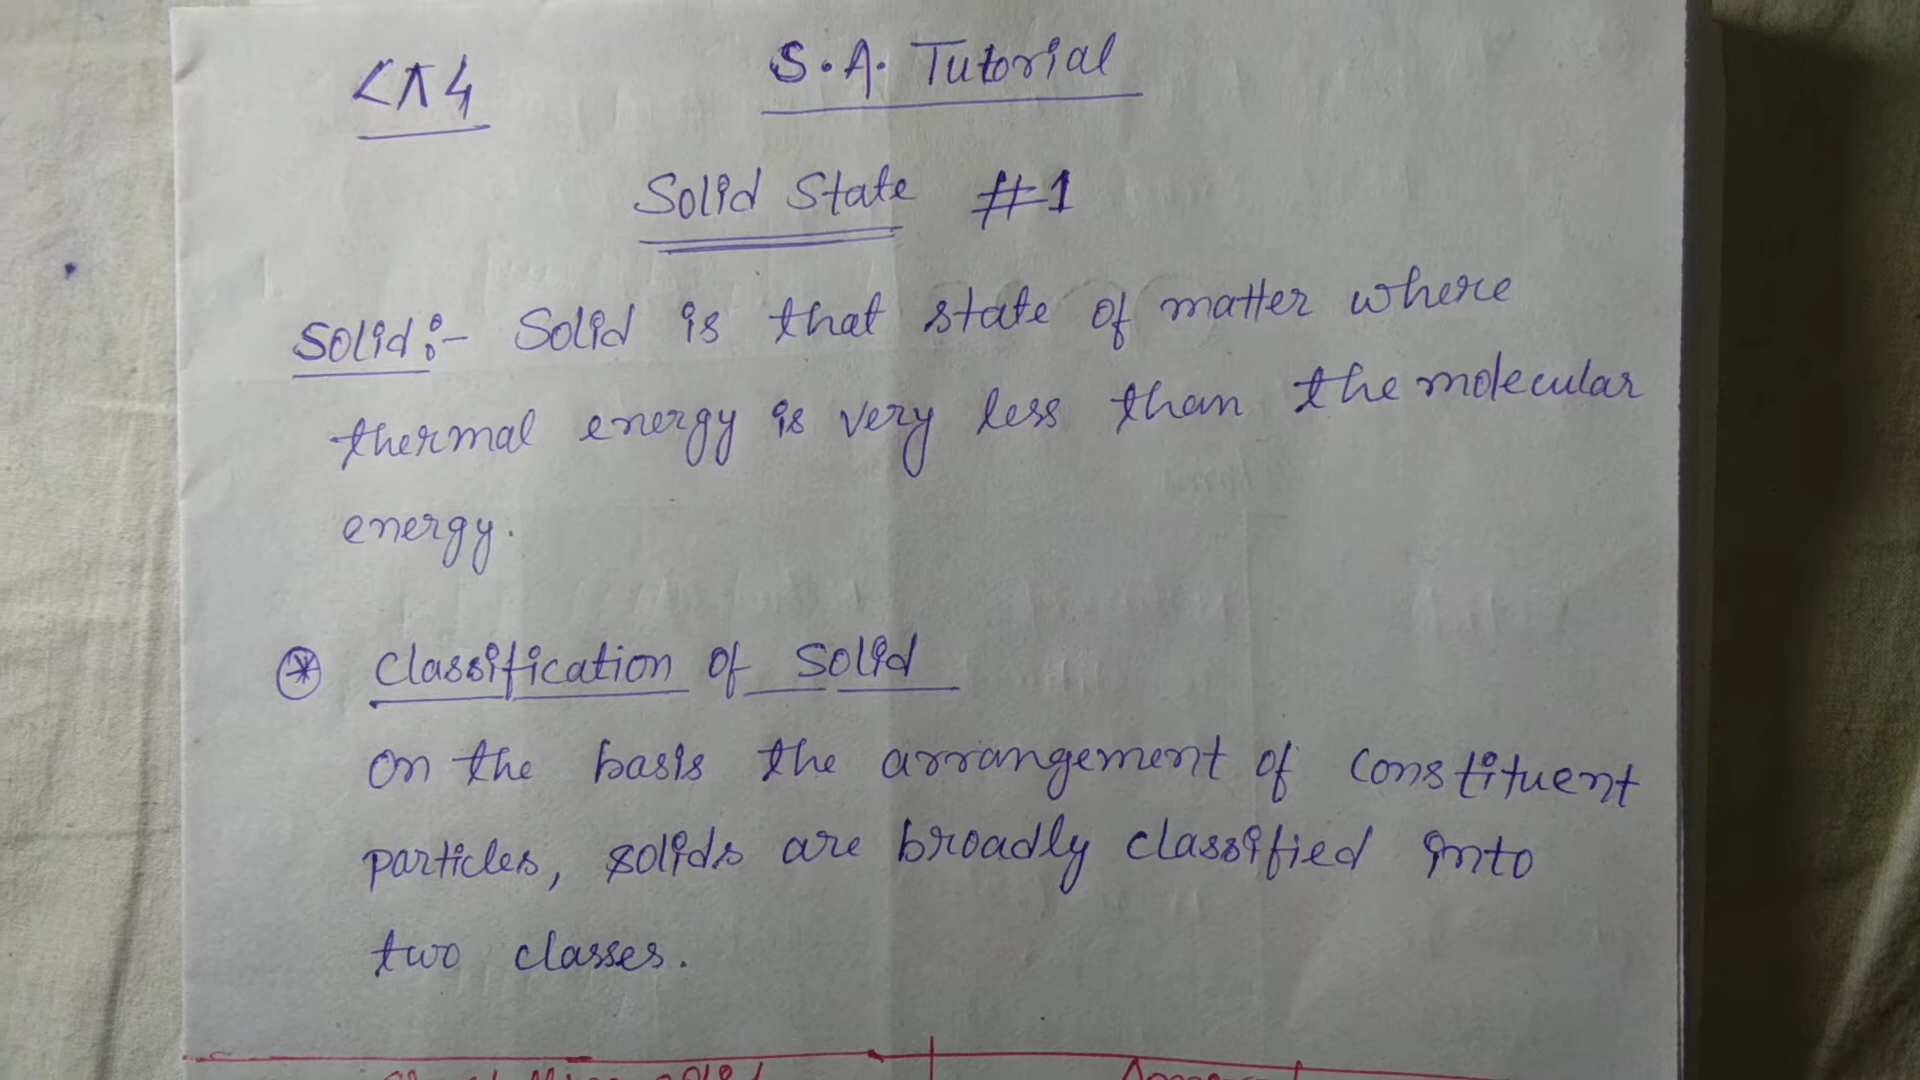 S.A. Tutorial
Solid State #1
Solid:- Solid is that state of matter where
thermal energy is very less than the molecular
energy.
Classification of Solid
On the basis the arrangement of Constituent
particles, solids are broadly classified into
two classes.